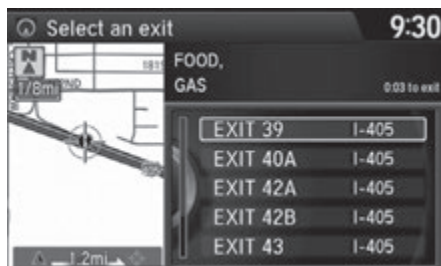 Select an exit
9:30
N
1/8mi
FOOD,
GAS
0:03 to exit
EXIT 39 I-405
EXIT 40A I-405
EXIT 42A I-405
EXIT 42B I-405
EXIT 43 I-405
1.2mi